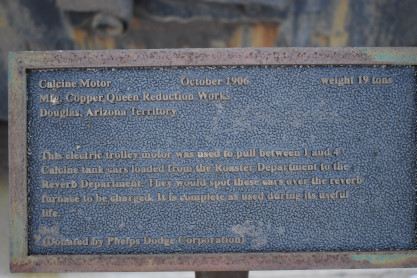 Calcine Motor October 1906 weight 19 tons
Mfg. Copper Queen Reduction Works
Douglas, Arizona Territory
This electric trolley motor was used to pull between 1 and 4
Calcine tank cars loaded from the Roaster Department to the
Reverb Department. They would spot these cars over the reverb
furnace to be charged. It is complete as used during its useful
life.
(Donated by Phelps Dodge Corporation)